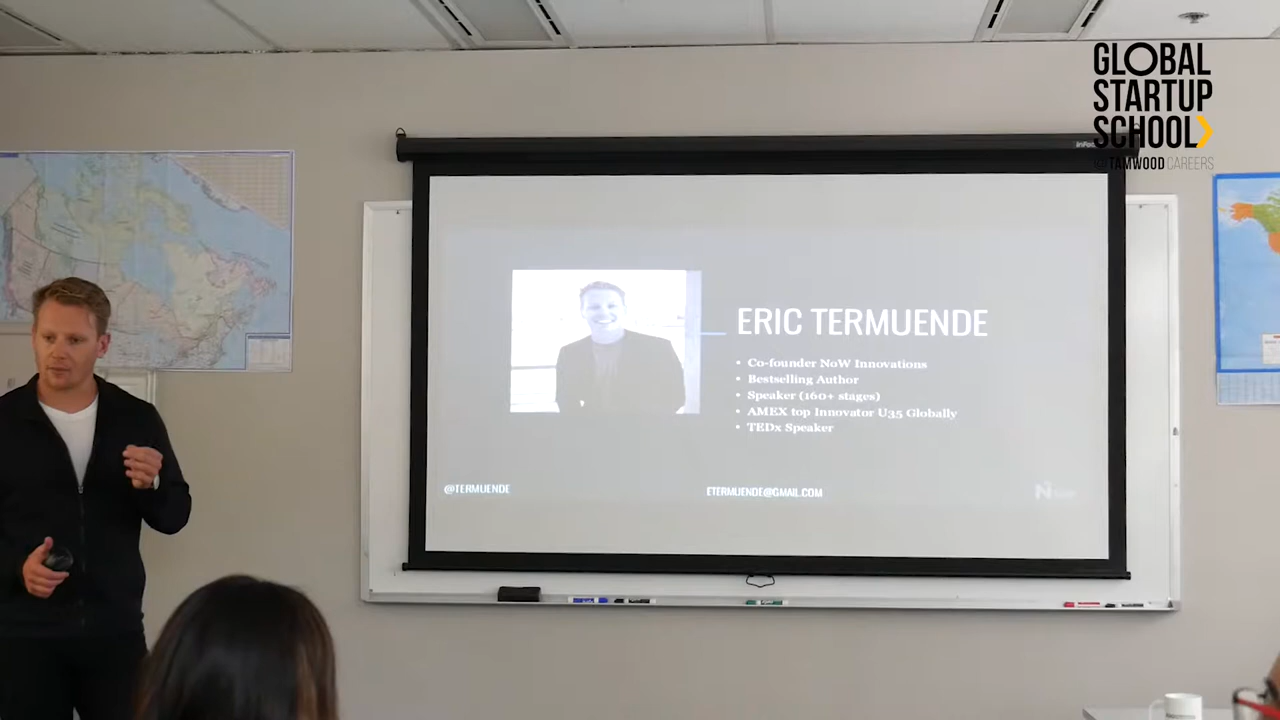 GLOBAL
STARTUP
SCHOOL
TAMWOOD CAREERS
ERIC TERMUENDE
• Co-founder NoW Innovations
• Bestselling Author
• Speaker (160+ stages)
• AMEX top Innovator U35 Globally
• TEDx Speaker
@TERMUENDE
ETERMUENDE@GMAIL.COM